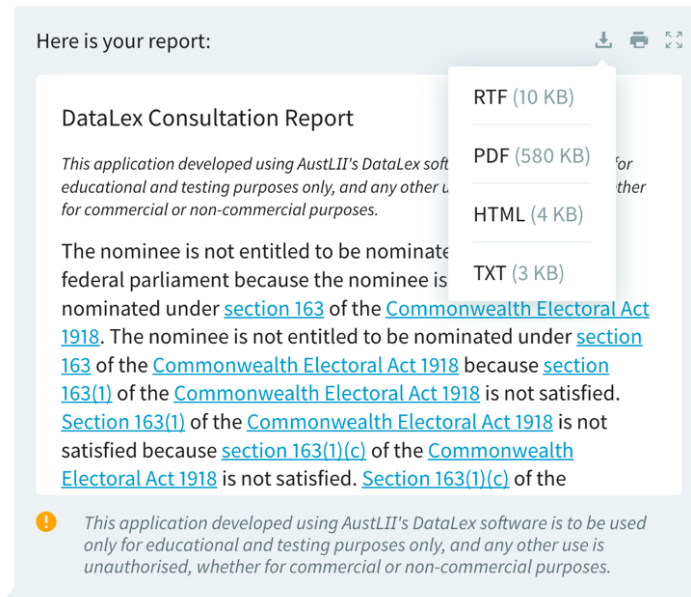 Here is your report:
RTF (10 KB)
PDF (580 KB)
HTML (4 KB)
TXT (3 KB)
DataLex Consultation Report
This application developed using AustLII's DataLex soft for
educational and testing purposes only, and any other u ther
for commercial or non-commercial purposes.
The nominee is not entitled to be nominate
federal parliament because the nominee is
nominated under section 163 of the Commonwealth Electoral Act
1918. The nominee is not entitled to be nominated under section
163 of the Commonwealth Electoral Act 1918 because section
163(1) of the Commonwealth Electoral Act 1918 is not satisfied.
Section 163(1) of the Commonwealth Electoral Act 1918 is not
satisfied because section 163(1)(c) of the Commonwealth
Electoral Act 1918 is not satisfied. Section 163(1)(c) of the
This application developed using AustLII's DataLex software is to be used
only for educational and testing purposes only, and any other use is
unauthorised, whether for commercial or non-commercial purposes.